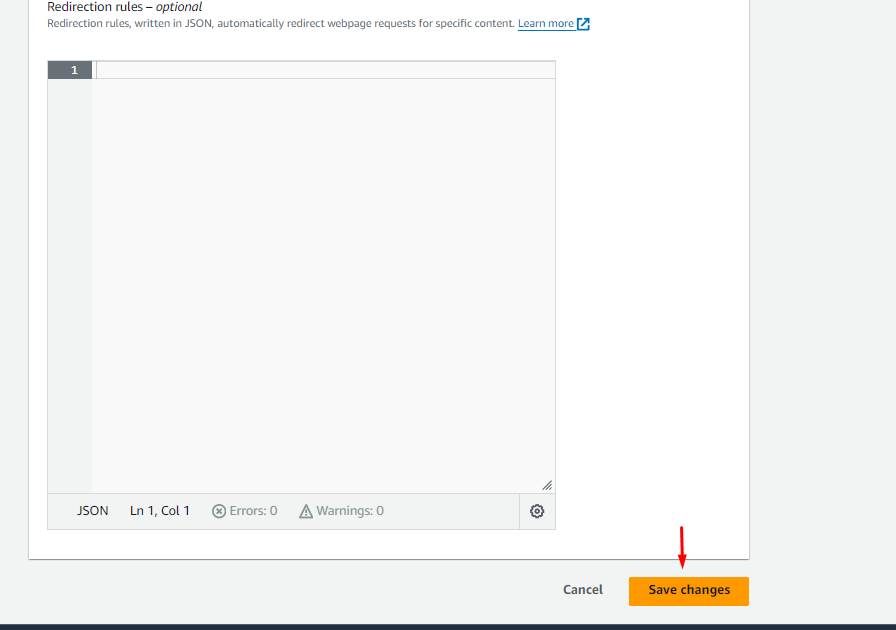 Redirection rules – optional
Redirection rules, written in JSON, automatically redirect webpage requests for specific content. Learn more
1
JSON Ln 1, Col 1 Errors: 0 Warnings: 0
Cancel Save changes